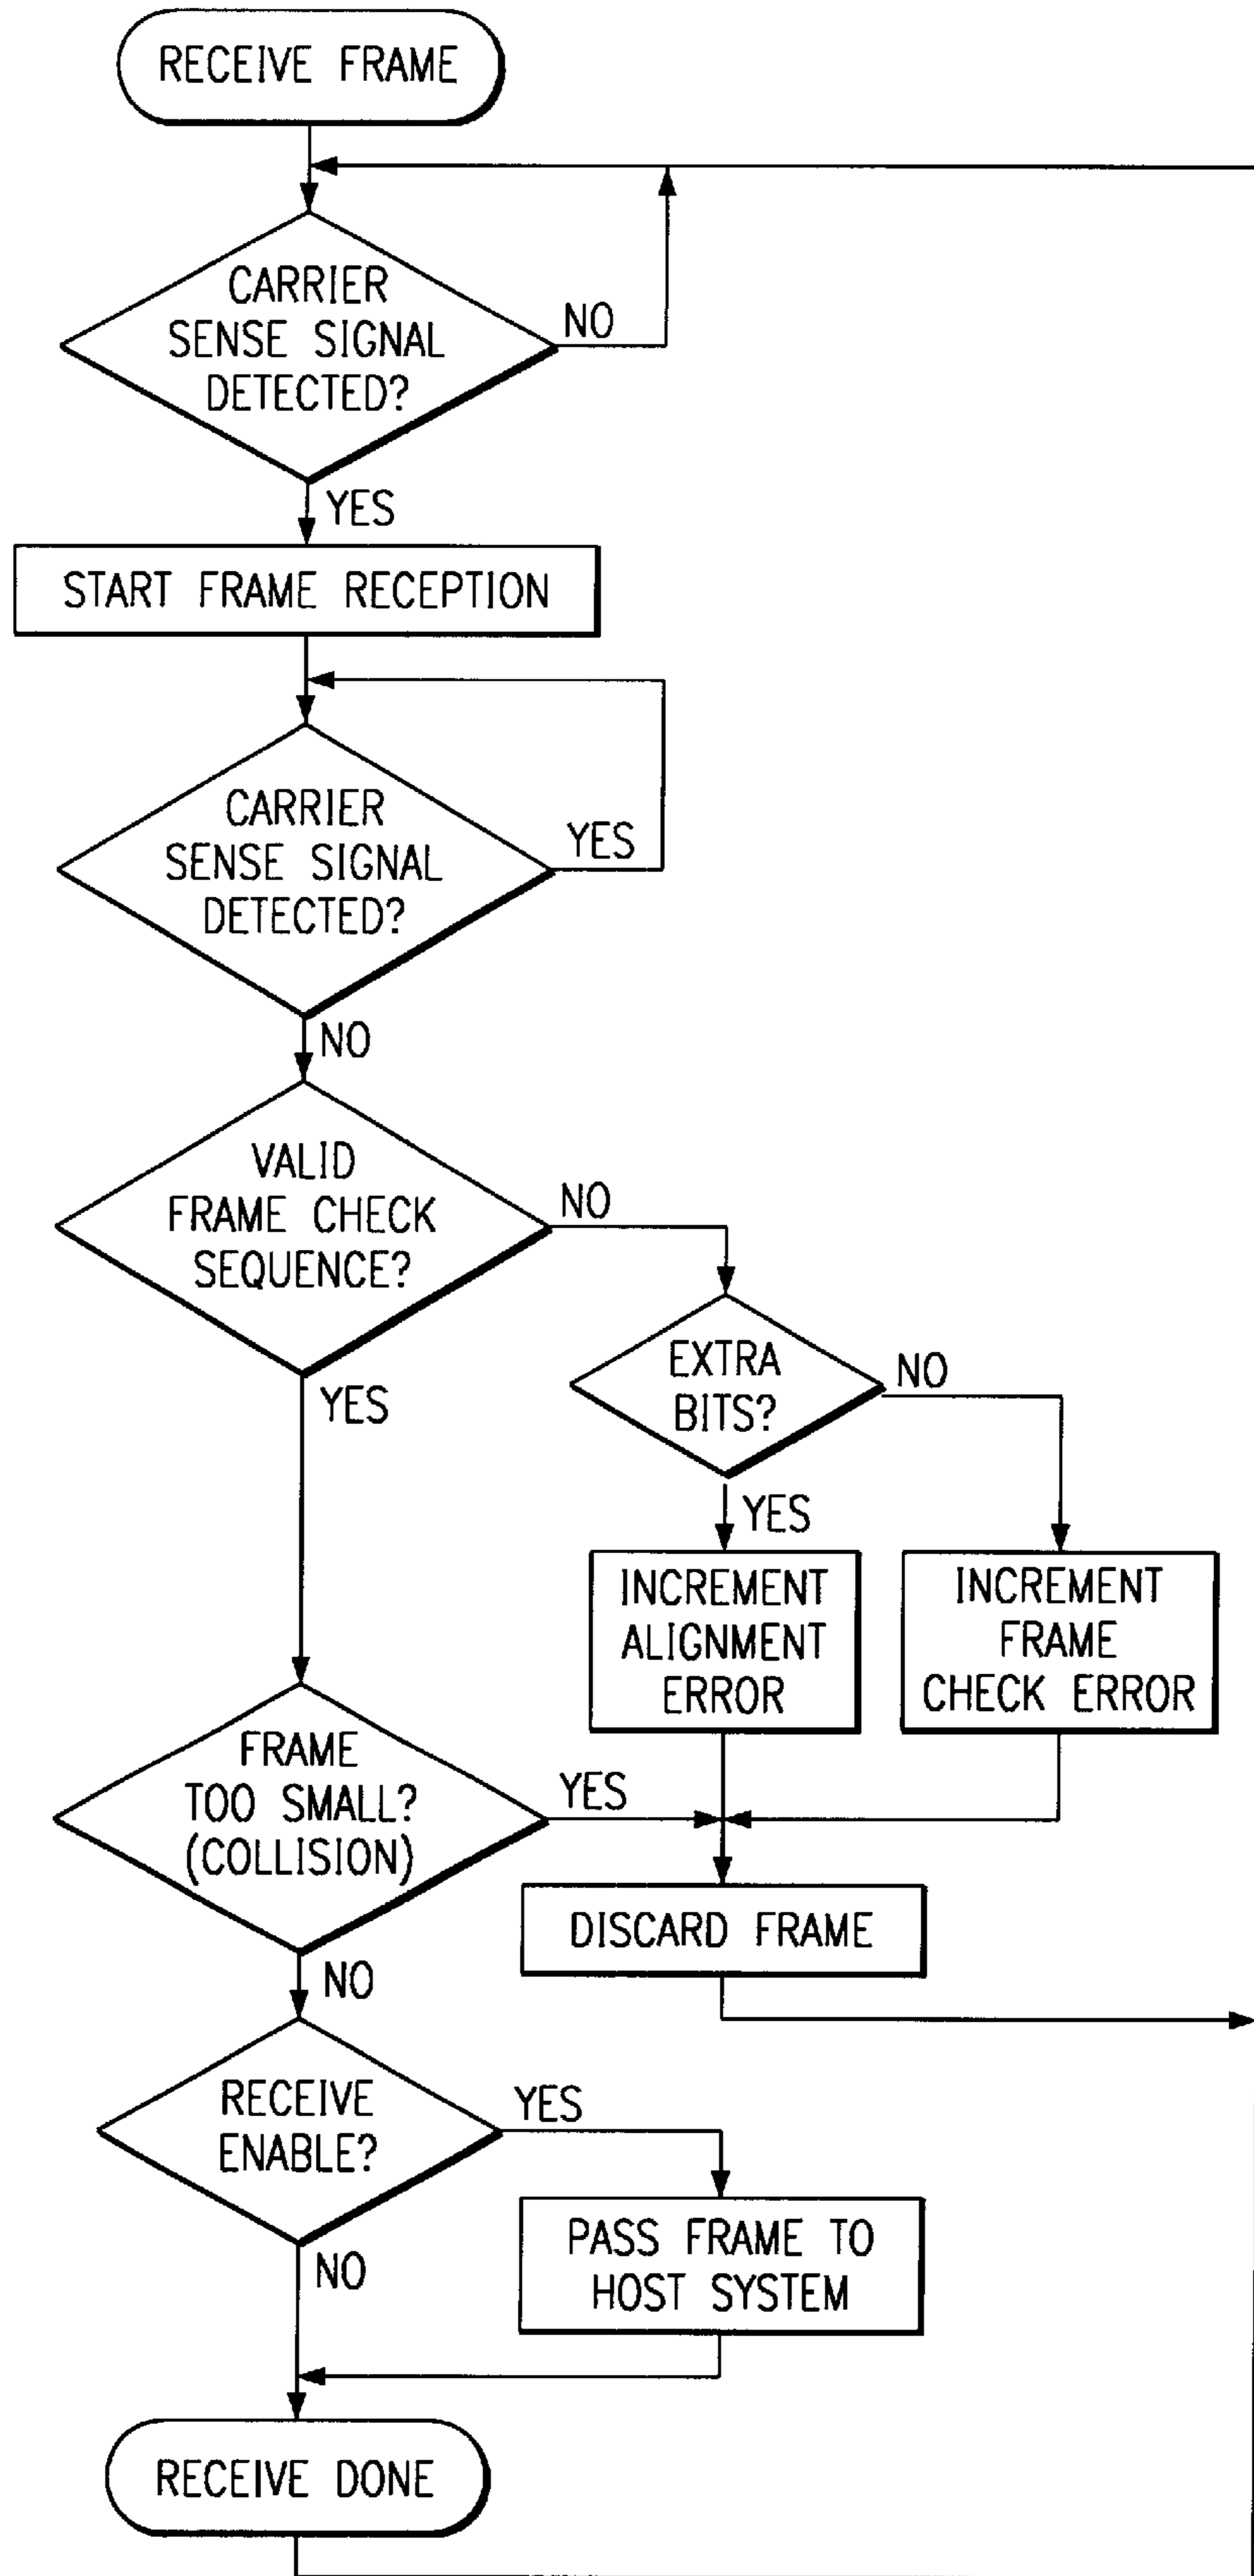 RECEIVE FRAME
CARRIER
SENSE SIGNAL
DETECTED?
NO
YES
START FRAME RECEPTION
CARRIER
SENSE SIGNAL
DETECTED?
YES
NO
VALID
FRAME CHECK
SEQUENCE?
NO
YES
EXTRA
BITS?
NO
YES
INCREMENT
ALIGNMENT
ERROR
INCREMENT
FRAME
CHECK ERROR
FRAME
TOO SMALL?
(COLLISION)
YES
NO
DISCARD FRAME
RECEIVE
ENABLE?
YES
NO
PASS FRAME TO
HOST SYSTEM
RECEIVE DONE